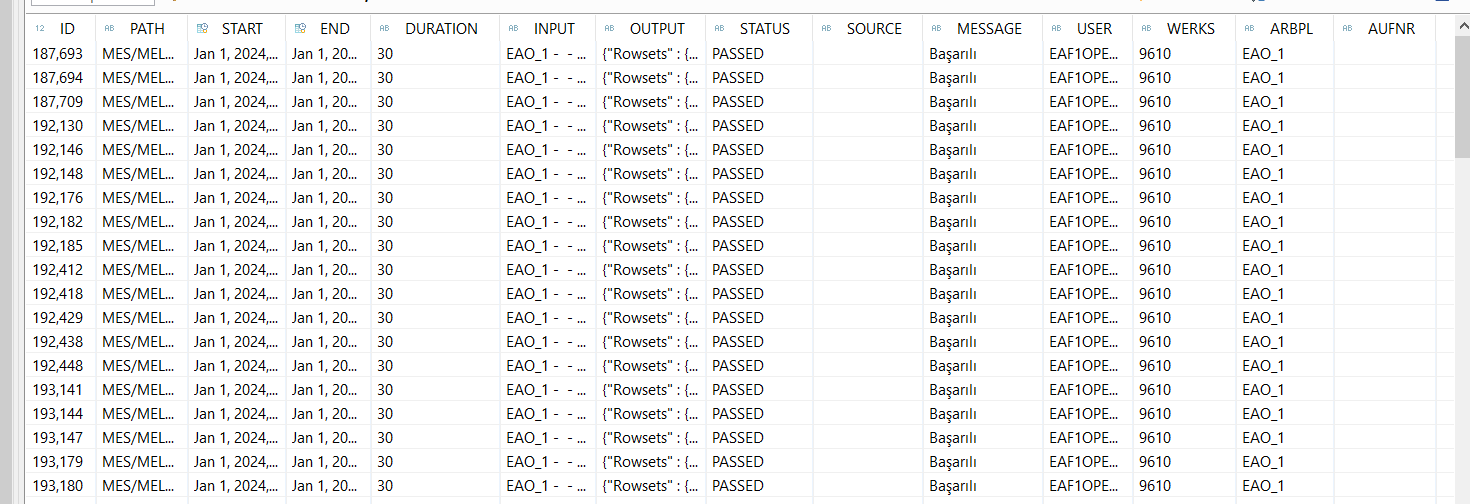 12 ID AB PATH START END AB DURATION AB INPUT AB OUTPUT AB STATUS AB SOURCE AB MESSAGE AB USER AB WERKS AB ARBPL AB AUFNR
187,693 MES/MEL... Jan 1, 2024,... Jan 1, 20... 30 EAO_1 - - ... {"Rowsets" : {... PASSED Başarılı EAF1OPE... 9610 EAO_1
187,694 MES/MEL... Jan 1, 2024,... Jan 1, 20... 30 EAO_1 - - ... {"Rowsets" : {... PASSED Başarılı EAF1OPE... 9610 EAO_1
187,709 MES/MEL... Jan 1, 2024,... Jan 1, 20... 30 EAO_1 - - ... {"Rowsets" : {... PASSED Başarılı EAF1OPE... 9610 EAO_1
192,130 MES/MEL... Jan 1, 2024,... Jan 1, 20... 30 EAO_1 - - ... {"Rowsets" : {... PASSED Başarılı EAF1OPE... 9610 EAO_1
192,146 MES/MEL... Jan 1, 2024,... Jan 1, 20... 30 EAO_1 - - ... {"Rowsets" : {... PASSED Başarılı EAF1OPE... 9610 EAO_1
192,148 MES/MEL... Jan 1, 2024,... Jan 1, 20... 30 EAO_1 - - ... {"Rowsets" : {... PASSED Başarılı EAF1OPE... 9610 EAO_1
192,176 MES/MEL... Jan 1, 2024,... Jan 1, 20... 30 EAO_1 - - ... {"Rowsets" : {... PASSED Başarılı EAF1OPE... 9610 EAO_1
192,182 MES/MEL... Jan 1, 2024,... Jan 1, 20... 30 EAO_1 - - ... {"Rowsets" : {... PASSED Başarılı EAF1OPE... 9610 EAO_1
192,185 MES/MEL... Jan 1, 2024,... Jan 1, 20... 30 EAO_1 - - ... {"Rowsets" : {... PASSED Başarılı EAF1OPE... 9610 EAO_1
192,412 MES/MEL... Jan 1, 2024,... Jan 1, 20... 30 EAO_1 - - ... {"Rowsets" : {... PASSED Başarılı EAF1OPE... 9610 EAO_1
192,418 MES/MEL... Jan 1, 2024,... Jan 1, 20... 30 EAO_1 - - ... {"Rowsets" : {... PASSED Başarılı EAF1OPE... 9610 EAO_1
192,429 MES/MEL... Jan 1, 2024,... Jan 1, 20... 30 EAO_1 - - ... {"Rowsets" : {... PASSED Başarılı EAF1OPE... 9610 EAO_1
192,438 MES/MEL... Jan 1, 2024,... Jan 1, 20... 30 EAO_1 - - ... {"Rowsets" : {... PASSED Başarılı EAF1OPE... 9610 EAO_1
192,448 MES/MEL... Jan 1, 2024,... Jan 1, 20... 30 EAO_1 - - ... {"Rowsets" : {... PASSED Başarılı EAF1OPE... 9610 EAO_1
193,141 MES/MEL... Jan 1, 2024,... Jan 1, 20... 30 EAO_1 - - ... {"Rowsets" : {... PASSED Başarılı EAF1OPE... 9610 EAO_1
193,144 MES/MEL... Jan 1, 2024,... Jan 1, 20... 30 EAO_1 - - ... {"Rowsets" : {... PASSED Başarılı EAF1OPE... 9610 EAO_1
193,147 MES/MEL... Jan 1, 2024,... Jan 1, 20... 30 EAO_1 - - ... {"Rowsets" : {... PASSED Başarılı EAF1OPE... 9610 EAO_1
193,179 MES/MEL... Jan 1, 2024,... Jan 1, 20... 30 EAO_1 - - ... {"Rowsets" : {... PASSED Başarılı EAF1OPE... 9610 EAO_1
193,180 MES/MEL... Jan 1, 2024,... Jan 1, 20... 30 EAO_1 - - ... {"Rowsets" : {... PASSED Başarılı EAF1OPE... 9610 EAO_1